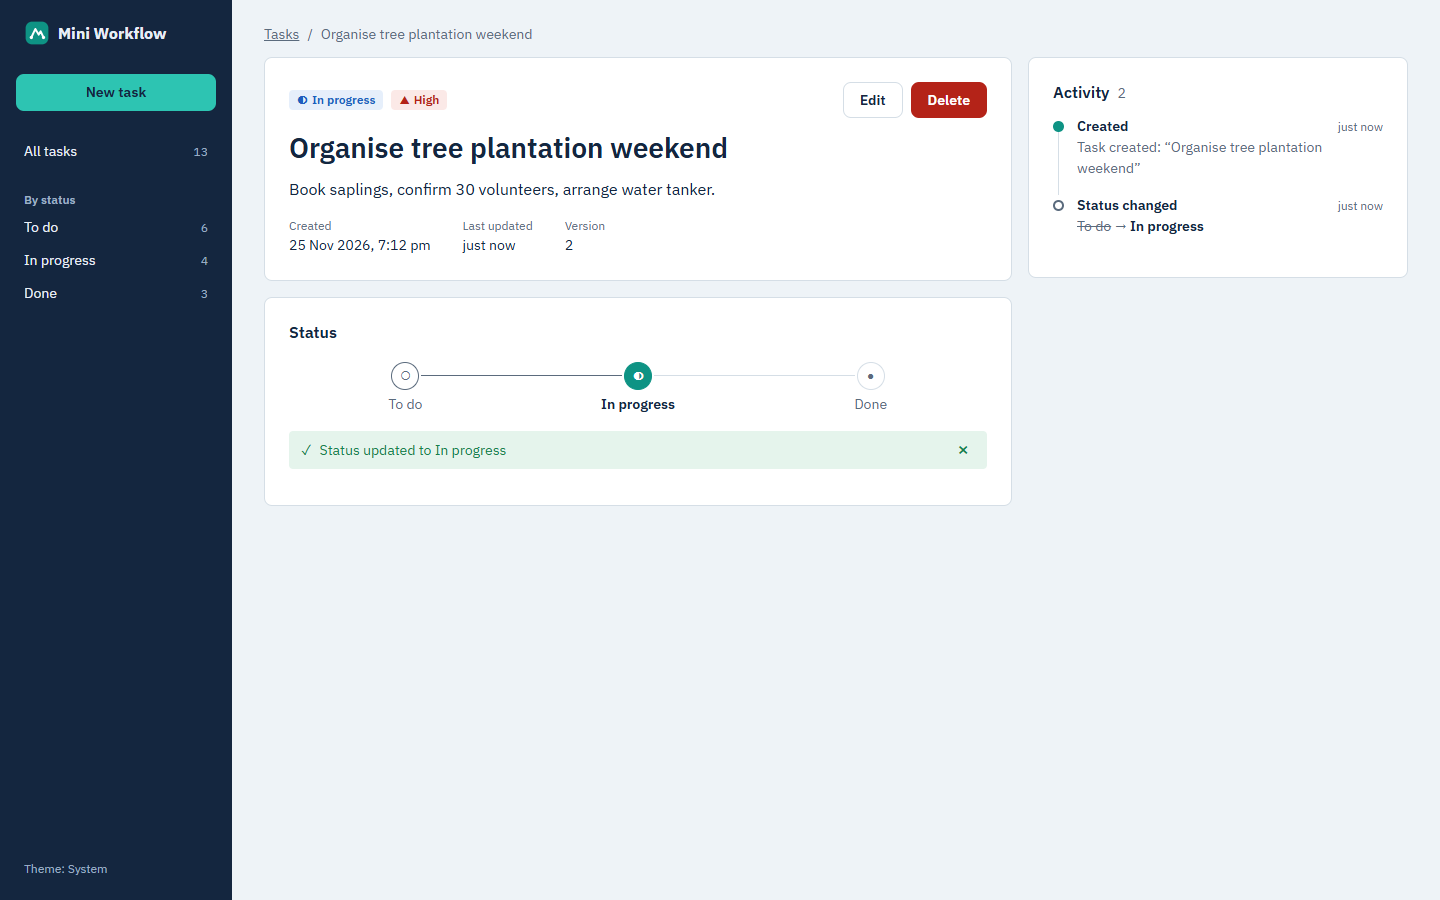 Mini Workflow
New task
All tasks 13
By status
To do 6
In progress 4
Done 3
Theme: System
Tasks / Organise tree plantation weekend
In progress High
Edit Delete
Organise tree plantation weekend
Book saplings, confirm 30 volunteers, arrange water tanker.
Created Last updated Version
25 Nov 2026, 7:12 pm just now 2
Status
To do In progress Done
✓ Status updated to In progress ×
Activity 2
Created just now
Task created: “Organise tree plantation
weekend”
Status changed just now
To do → In progress